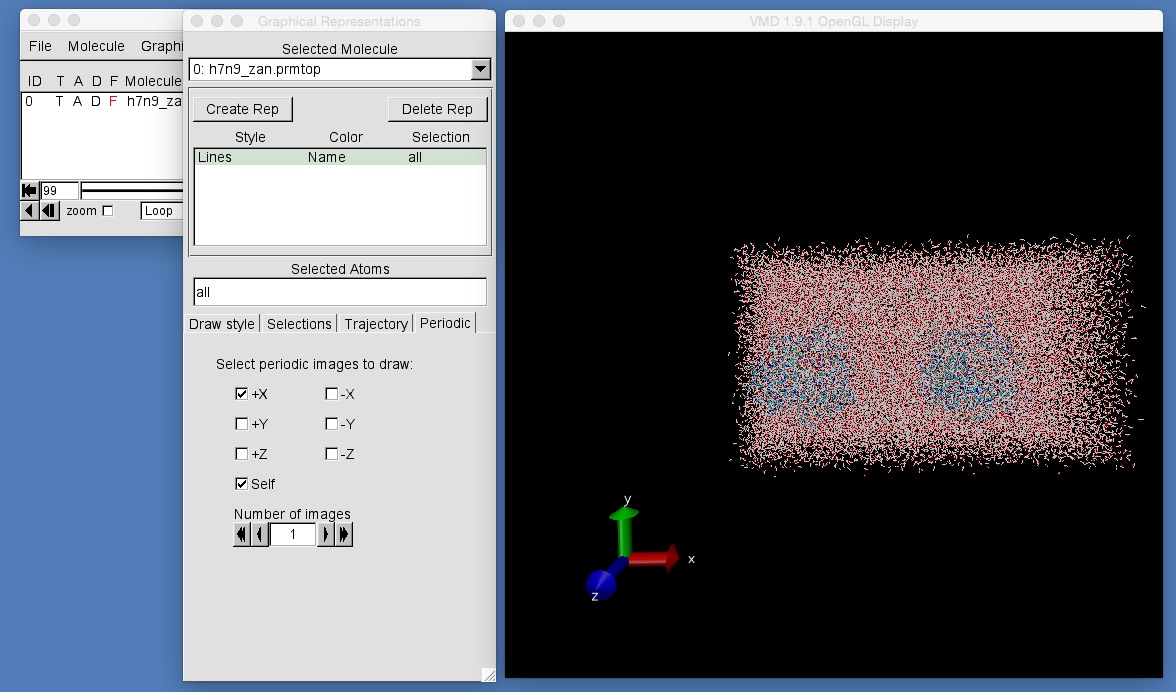 File Molecule Graphi
ID T A D F Molecule
0 T A D F h7n9_za
99
zoom Loop
Graphical Representations
Selected Molecule
0: h7n9_zan.prmtop
Create Rep Delete Rep
Style Color Selection
Lines Name all
Selected Atoms
all
Draw style Selections Trajectory Periodic
Select periodic images to draw:
+X -X
+Y -Y
+Z -Z
Self
Number of images
1
VMD 1.9.1 OpenGL Display
y
x
z